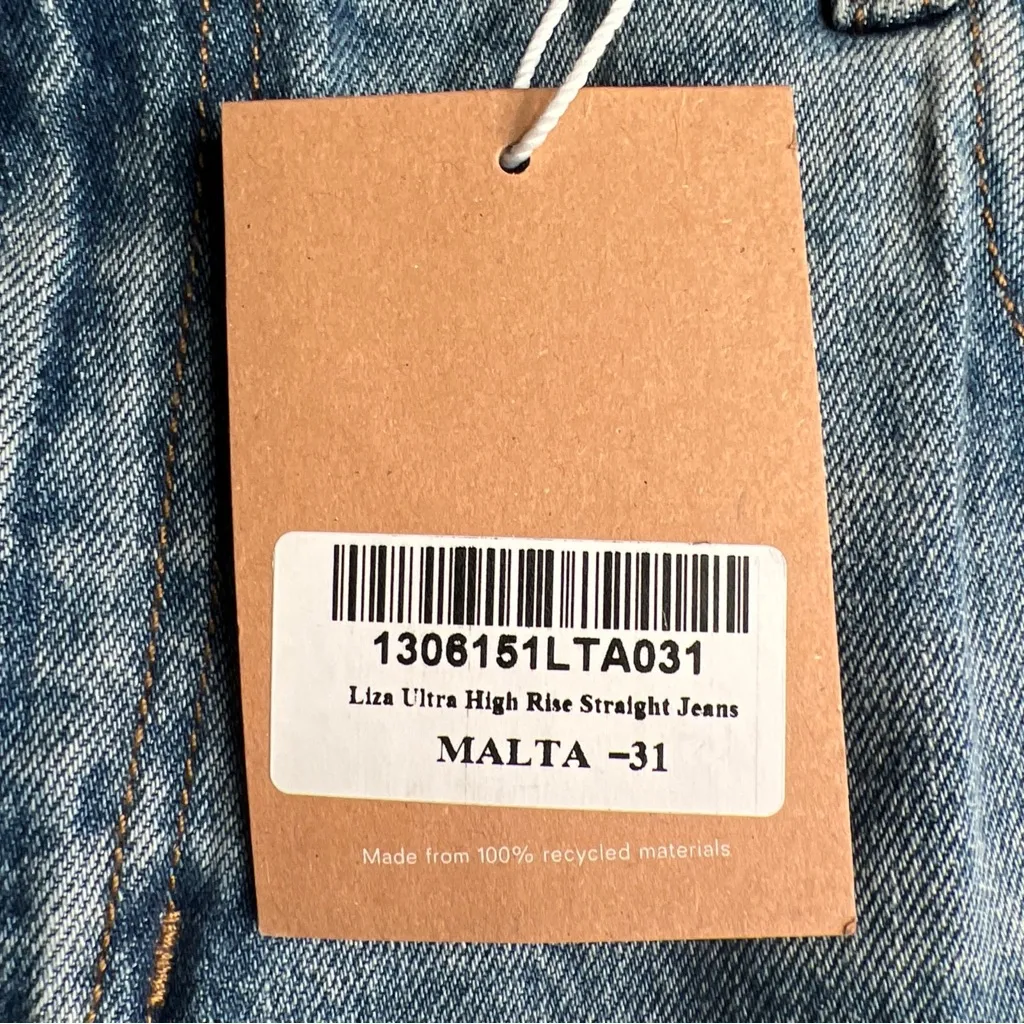 1306151LTA031
Liza Ultra High Rise Straight Jeans
MALTA -31
Made from 100% recycled materials